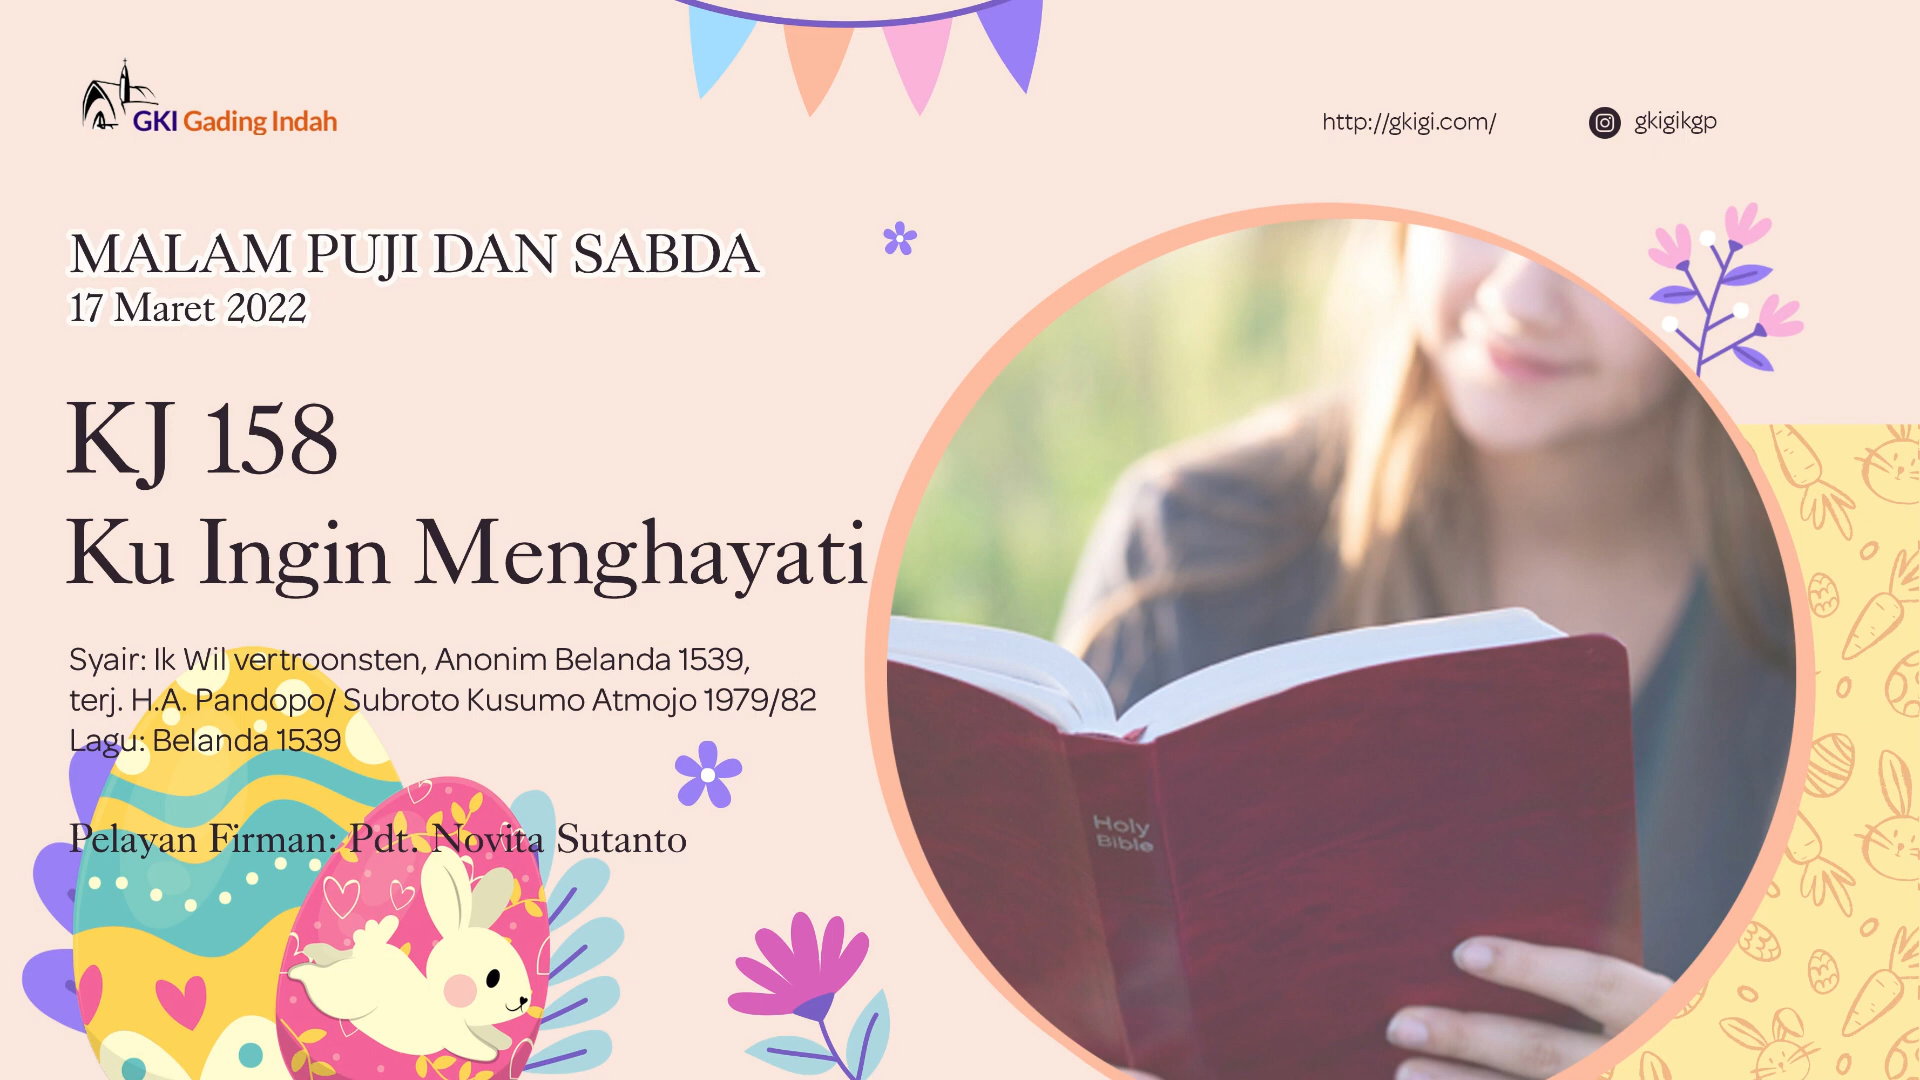 GKI Gading Indah
http://gkigi.com/
gkigikgp
MALAM PUJI DAN SABDA
17 Maret 2022
KJ 158
Ku Ingin Menghayati
Syair: Ik Wil vertroonsten, Anonim Belanda 1539,
terj. H.A. Pandopo/ Subroto Kusumo Atmojo 1979/82
Lagu: Belanda 1539
Pelayan Firman: Pdt. Novita Sutanto
Holy
Bible